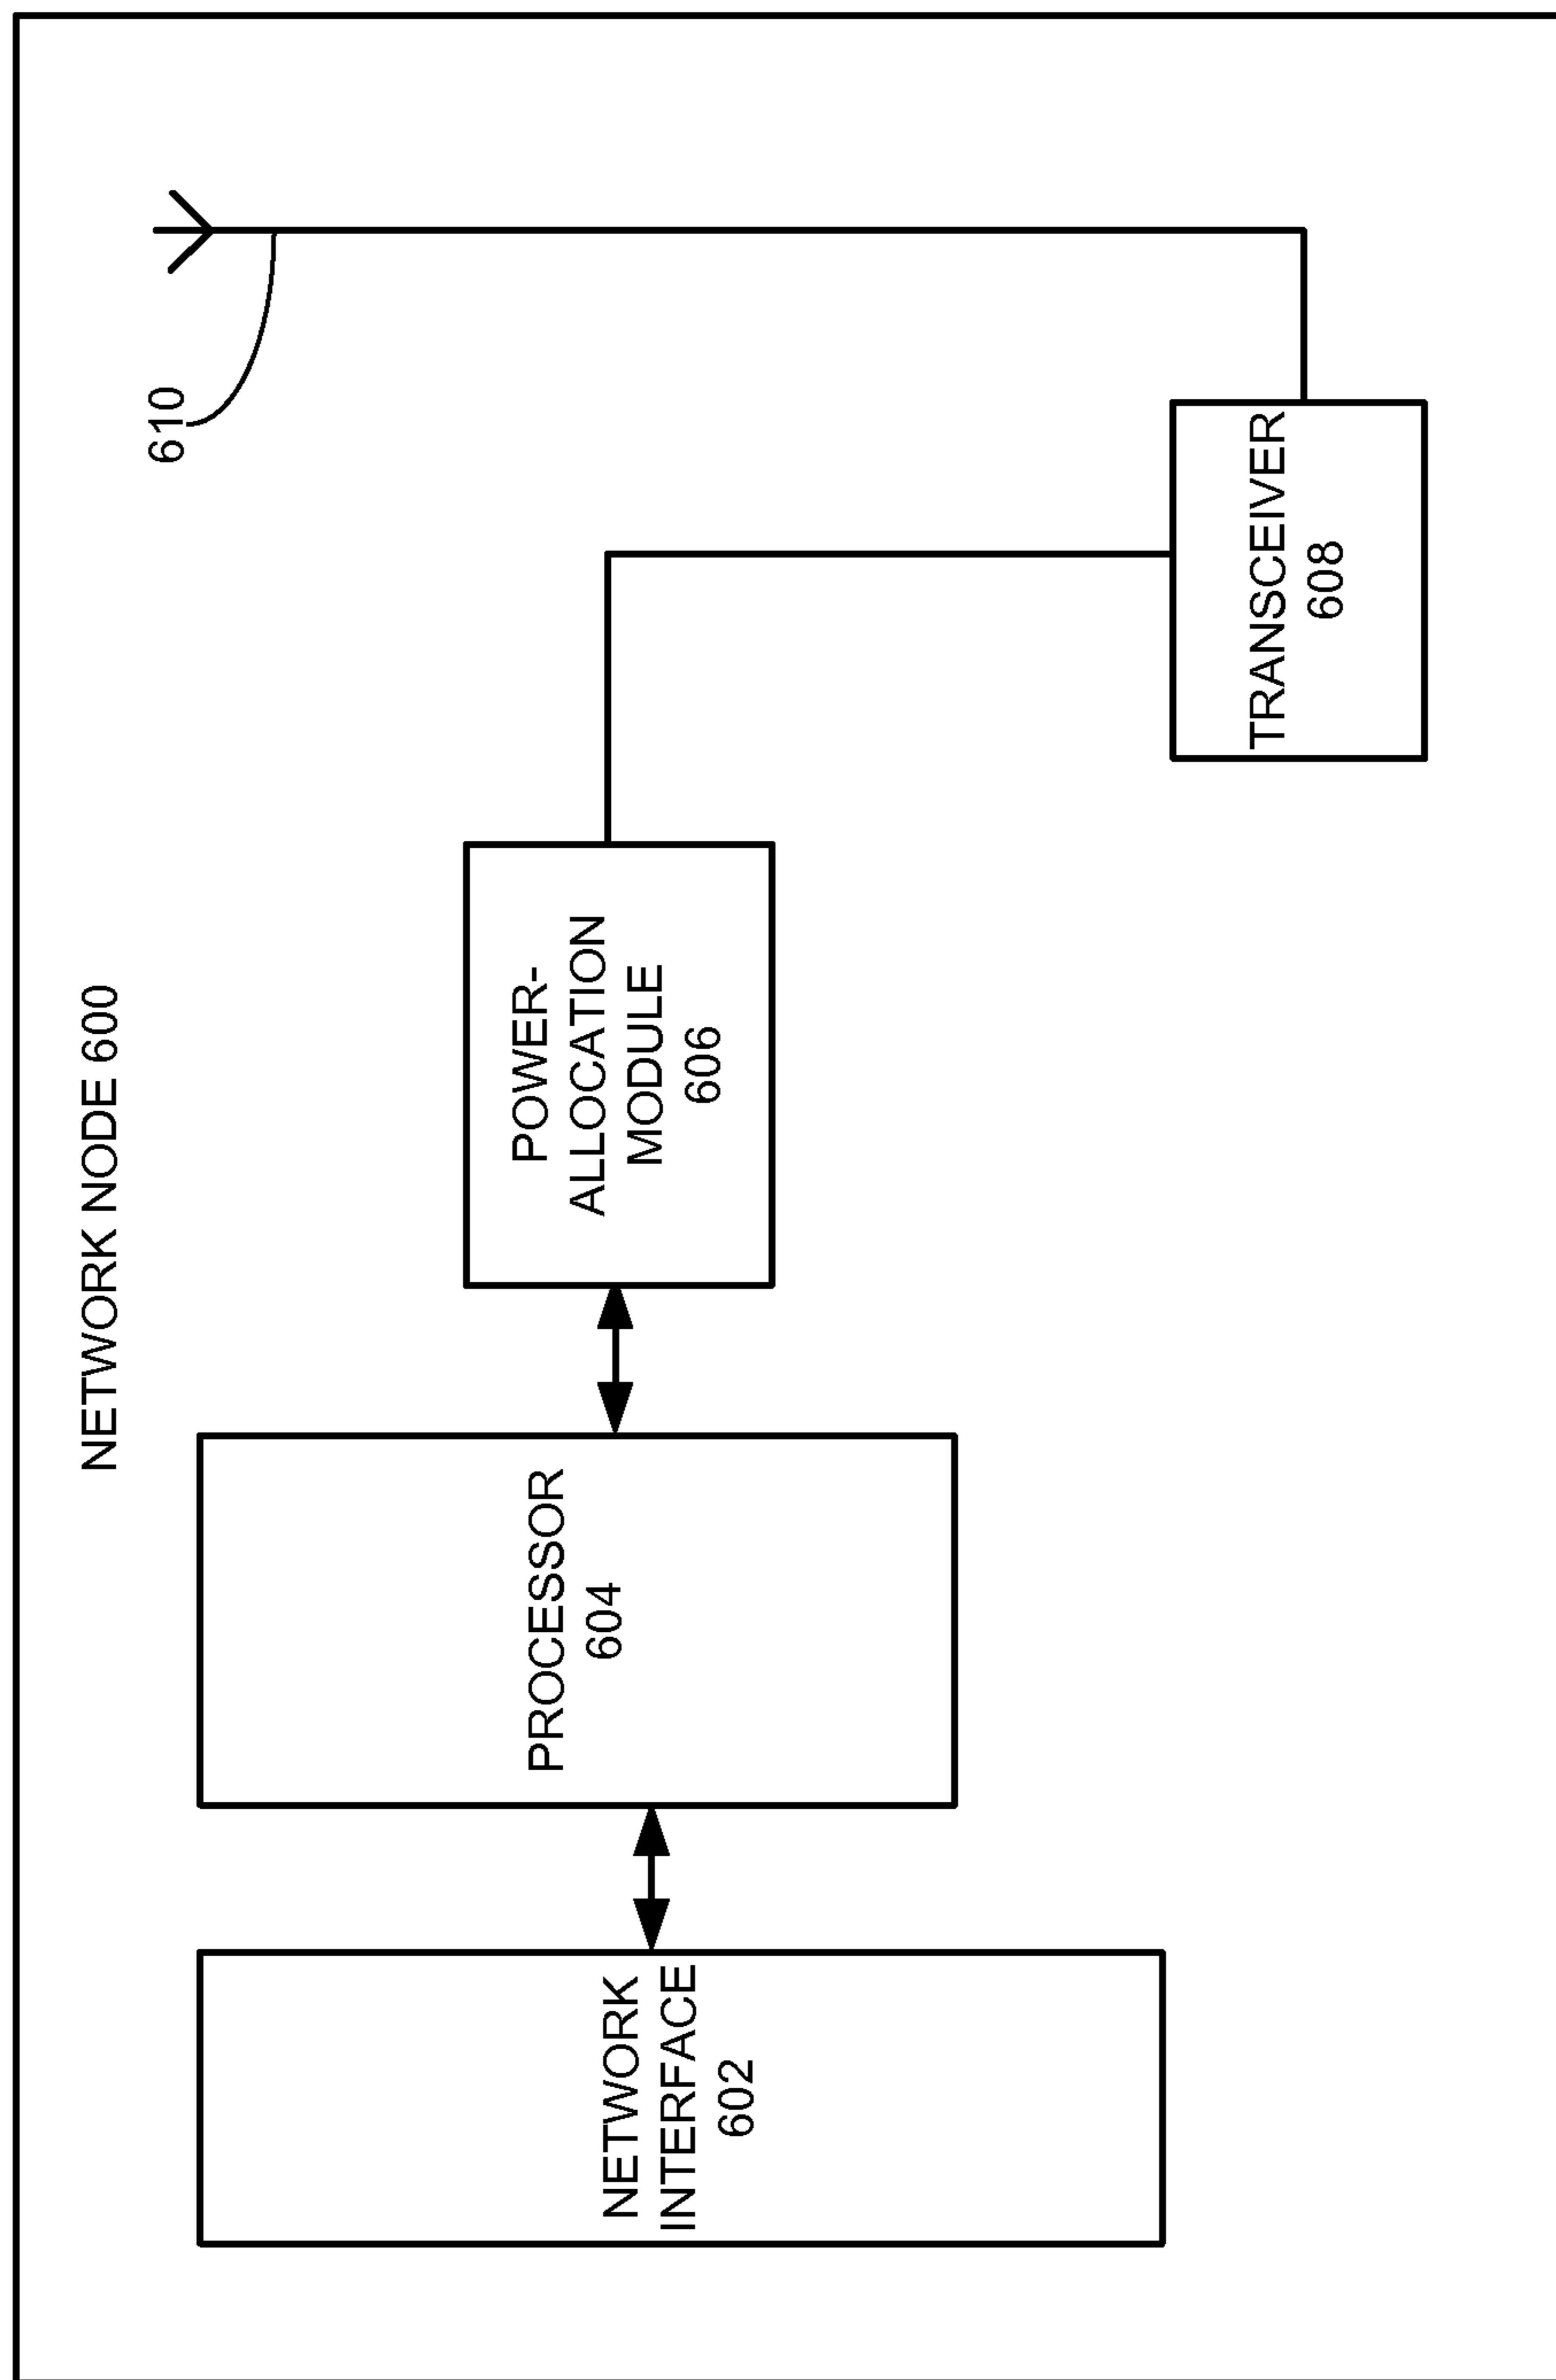 NETWORK NODE 600
610
NETWORK
INTERFACE
602
PROCESSOR
604
POWER-
ALLOCATION
MODULE
606
TRANSCEIVER
608